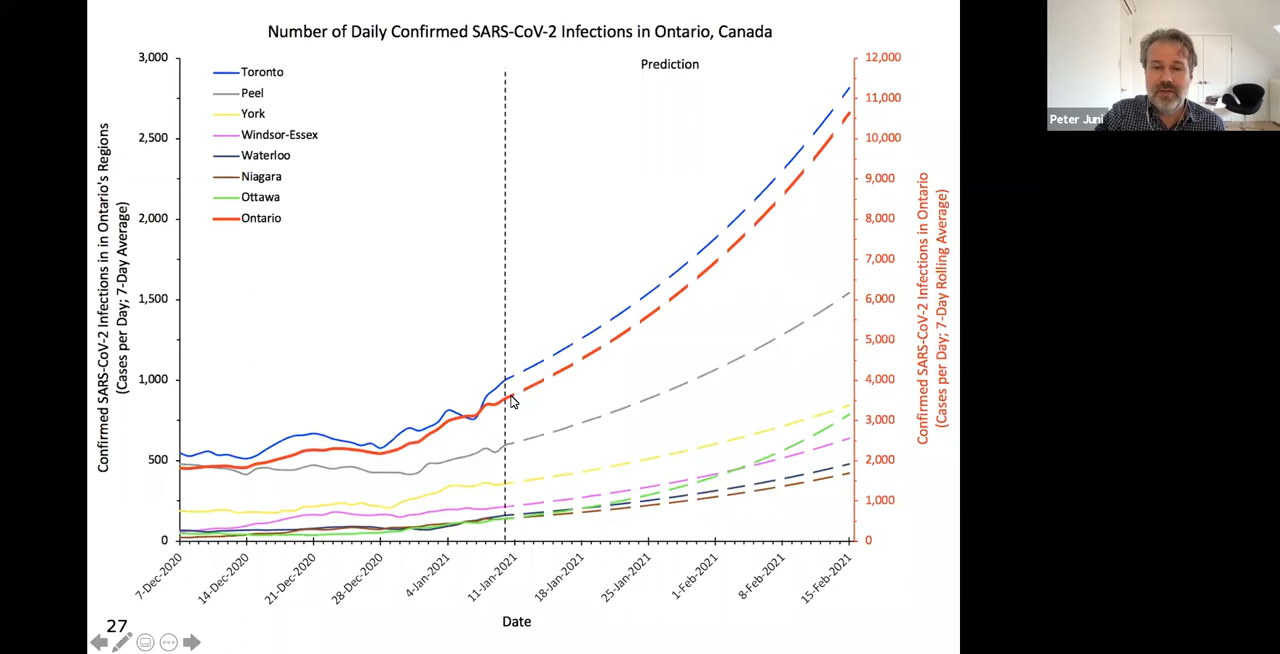 Number of Daily Confirmed SARS-CoV-2 Infections in Ontario, Canada
Prediction
Toronto
Peel
York
Windsor-Essex
Waterloo
Niagara
Ottawa
Ontario
Confirmed SARS-CoV-2 Infections in in Ontario's Regions
(Cases per Day; 7-Day Average)
3,000
2,500
2,000
1,500
1,000
500
0
12,000
11,000
10,000
9,000
8,000
7,000
6,000
5,000
4,000
3,000
2,000
1,000
0
Confirmed SARS-CoV-2 Infections in Ontario
(Cases per Day; 7-Day Rolling Average)
7-Dec-2020
14-Dec-2020
21-Dec-2020
28-Dec-2020
4-Jan-2021
11-Jan-2021
18-Jan-2021
25-Jan-2021
1-Feb-2021
8-Feb-2021
15-Feb-2021
Date
27
Peter Juni